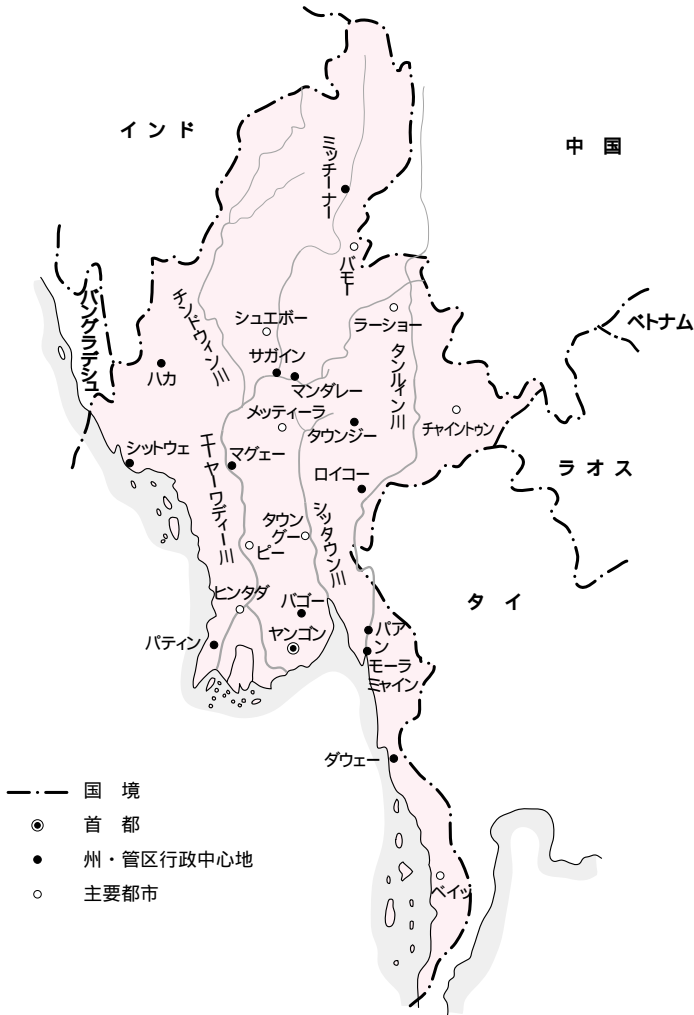 インド
中国
ミッチーナー
バモー
バングラデシュ
チンドウィン川
シュエボー
ラーショー
ベトナム
サガイン
ハカ
マンダレー
タンルィン川
メッティーラ
タウンジー
チャイントゥン
シットウェ
エーヤーワディー川
マグェー
ロイコー
ラオス
シッタウン川
タウン
グー
ピー
ヒンタダ
バゴー
タイ
パティン
ヤンゴン
パア
ン
モーラ
ミャイン
ダウェー
国境
首都
州・管区行政中心地
主要都市
ベイッ